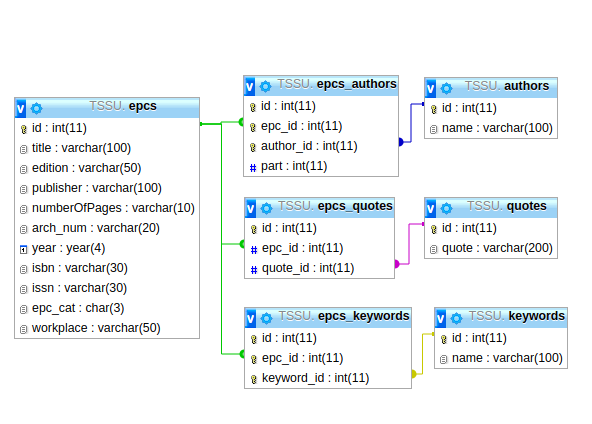 TSSU. epcs
id : int(11)
title : varchar(100)
edition : varchar(50)
publisher : varchar(100)
numberOfPages : varchar(10)
arch_num : varchar(20)
year : year(4)
isbn : varchar(30)
issn : varchar(30)
epc_cat : char(3)
workplace : varchar(50)
TSSU. epcs_authors
id : int(11)
epc_id : int(11)
author_id : int(11)
# part : int(11)
TSSU. authors
id : int(11)
name : varchar(100)
TSSU. epcs_quotes
id : int(11)
# epc_id : int(11)
# quote_id : int(11)
TSSU. quotes
id : int(11)
quote : varchar(200)
TSSU. epcs_keywords
id : int(11)
epc_id : int(11)
keyword_id : int(11)
TSSU. keywords
id : int(11)
name : varchar(100)